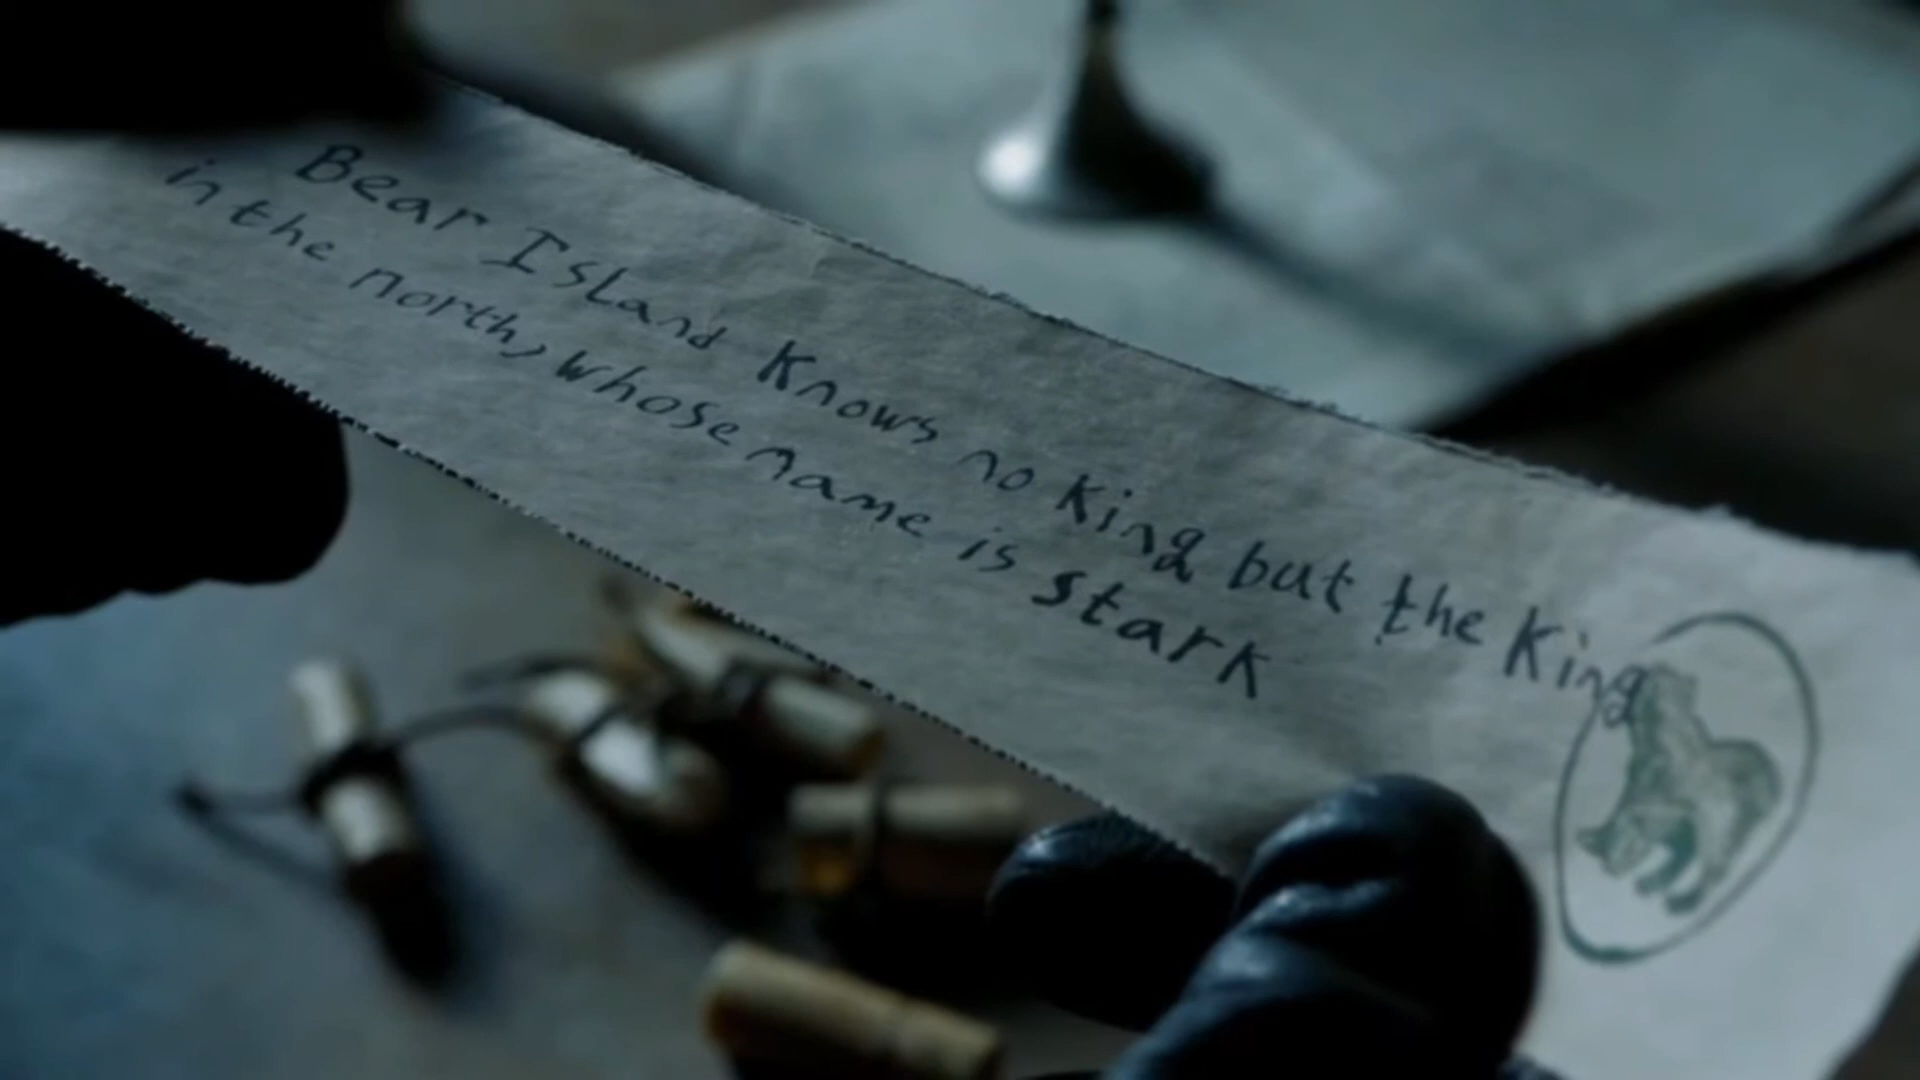 Bear Island Knows no King but the King
in the north, whose name is stark